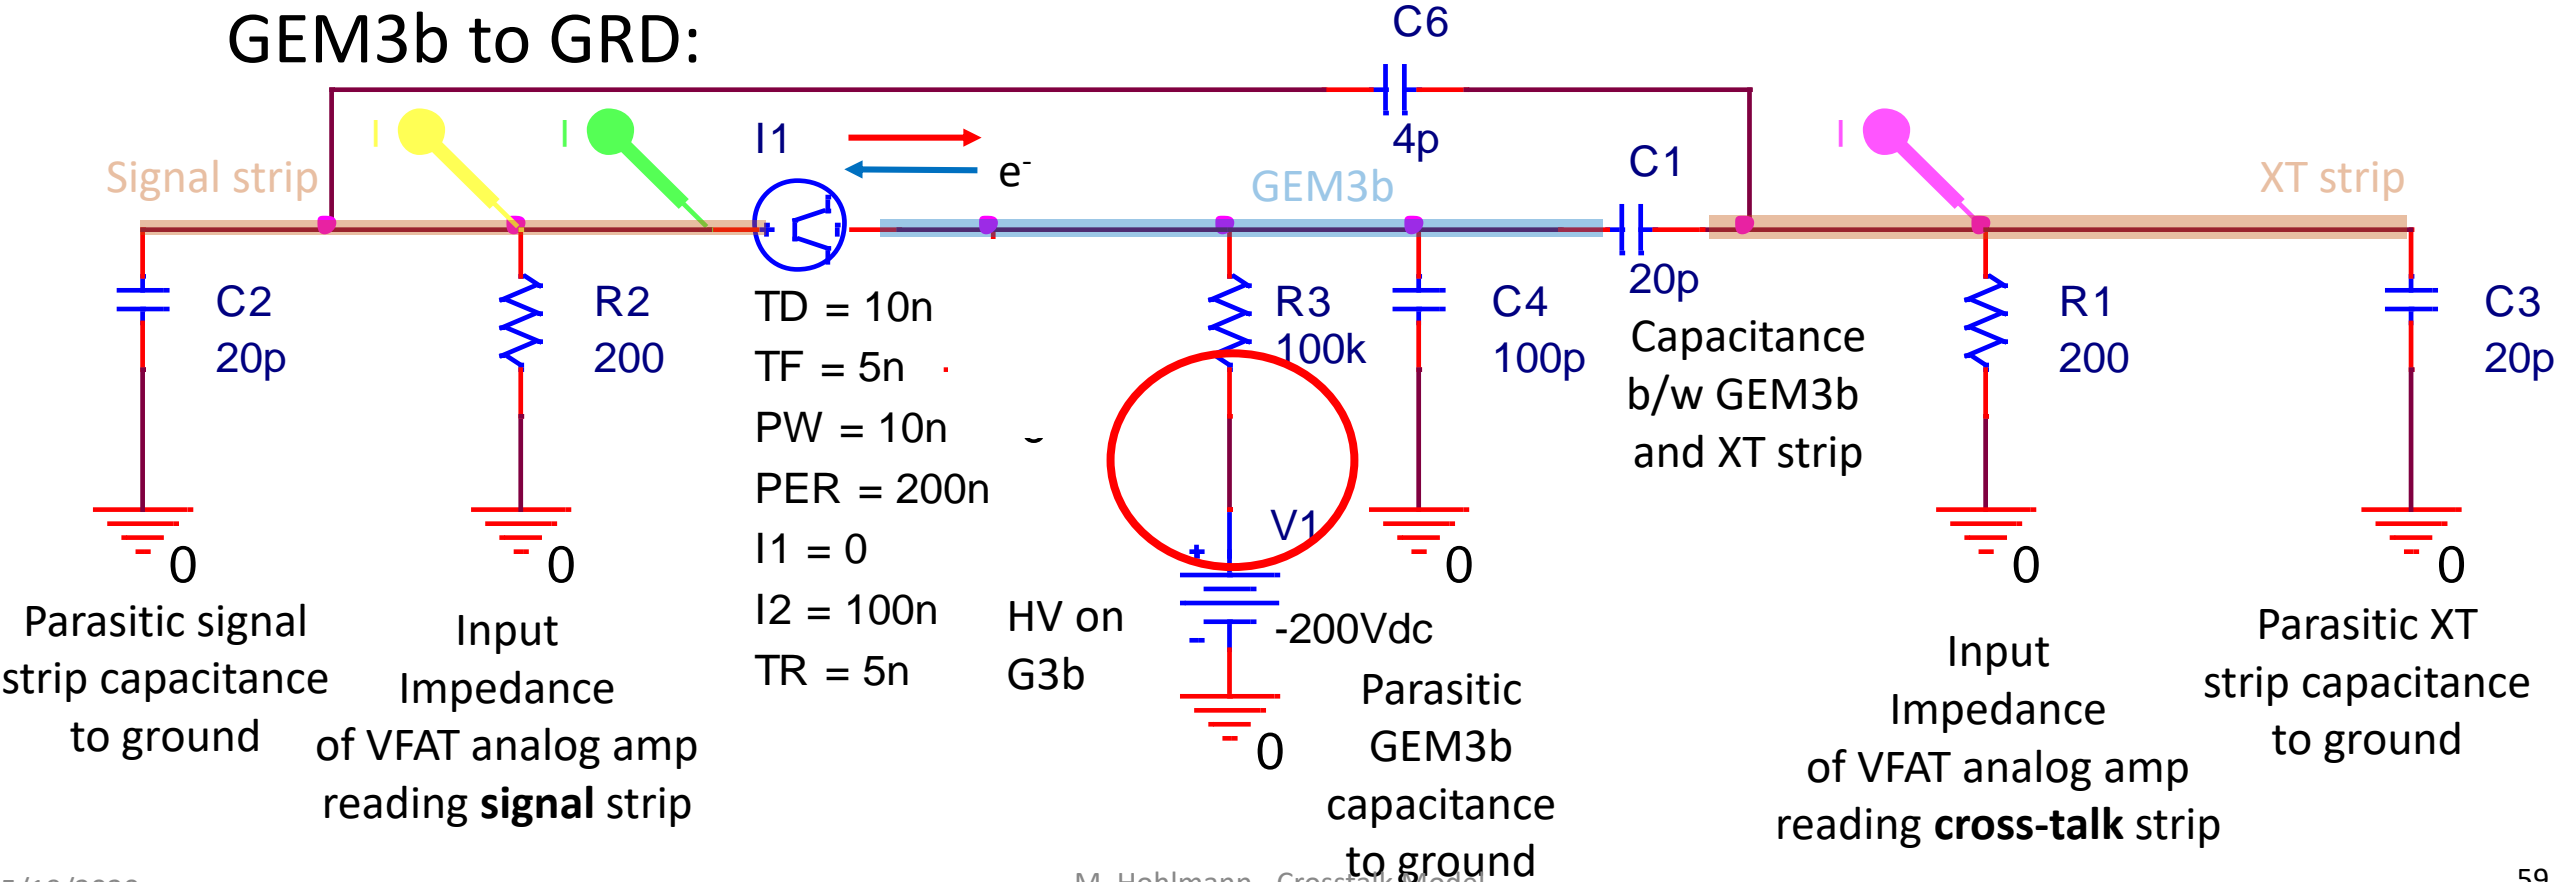 GEM3b to GRD:
C6
4p
I
I
I1
e-
I
Signal strip
GEM3b
C1
20p
XT strip
C2
20p
R2
200
TD = 10n
TF = 5n
PW = 10n
PER = 200n
I1 = 0
I2 = 100n
TR = 5n
R3
100k
C4
100p
Capacitance
b/w GEM3b
and XT strip
R1
200
C3
20p
V1
+
-
-200Vdc
HV on
G3b
0
0
0
0
0
0
Parasitic signal
strip capacitance
to ground
Input
Impedance
of VFAT analog amp
reading signal strip
Parasitic
GEM3b
capacitance
to ground
Input
Impedance
of VFAT analog amp
reading cross-talk strip
Parasitic XT
strip capacitance
to ground
M. Hohlmann - Crosstalk Model
59